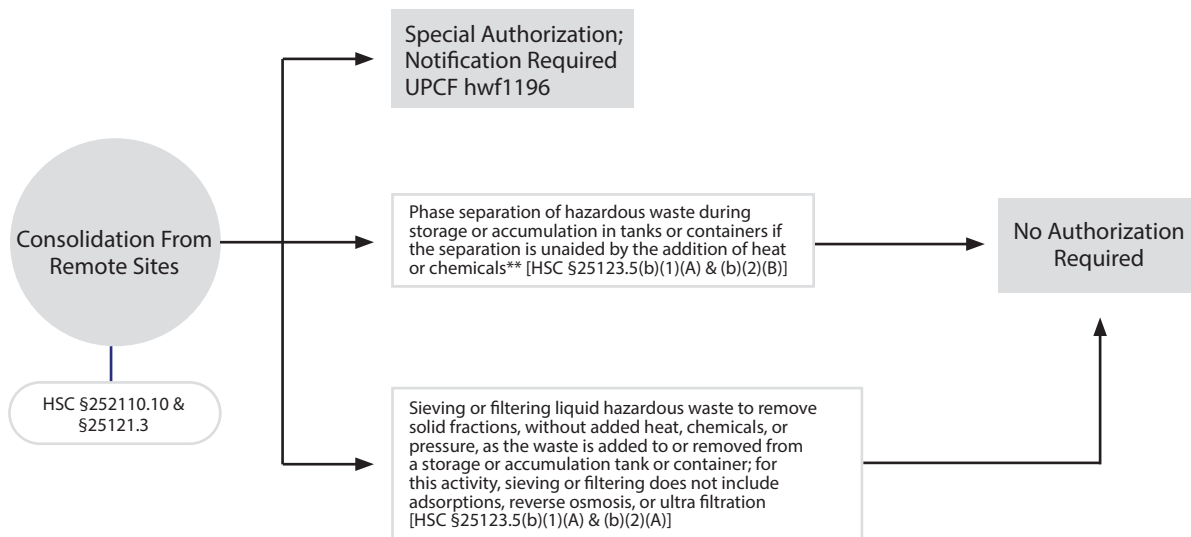 Special Authorization;
Notification Required
UPCF hwf1196
Consolidation From
Remote Sites
HSC §252110.10 &
§25121.3
Phase separation of hazardous waste during
storage or accumulation in tanks or containers if
the separation is unaided by the addition of heat
or chemicals** [HSC §25123.5(b)(1)(A) & (b)(2)(B)]
No Authorization
Required
Sieving or filtering liquid hazardous waste to remove
solid fractions, without added heat, chemicals, or
pressure, as the waste is added to or removed from
a storage or accumulation tank or container; for
this activity, sieving or filtering does not include
adsorptions, reverse osmosis, or ultra filtration
[HSC §25123.5(b)(1)(A) & (b)(2)(A)]